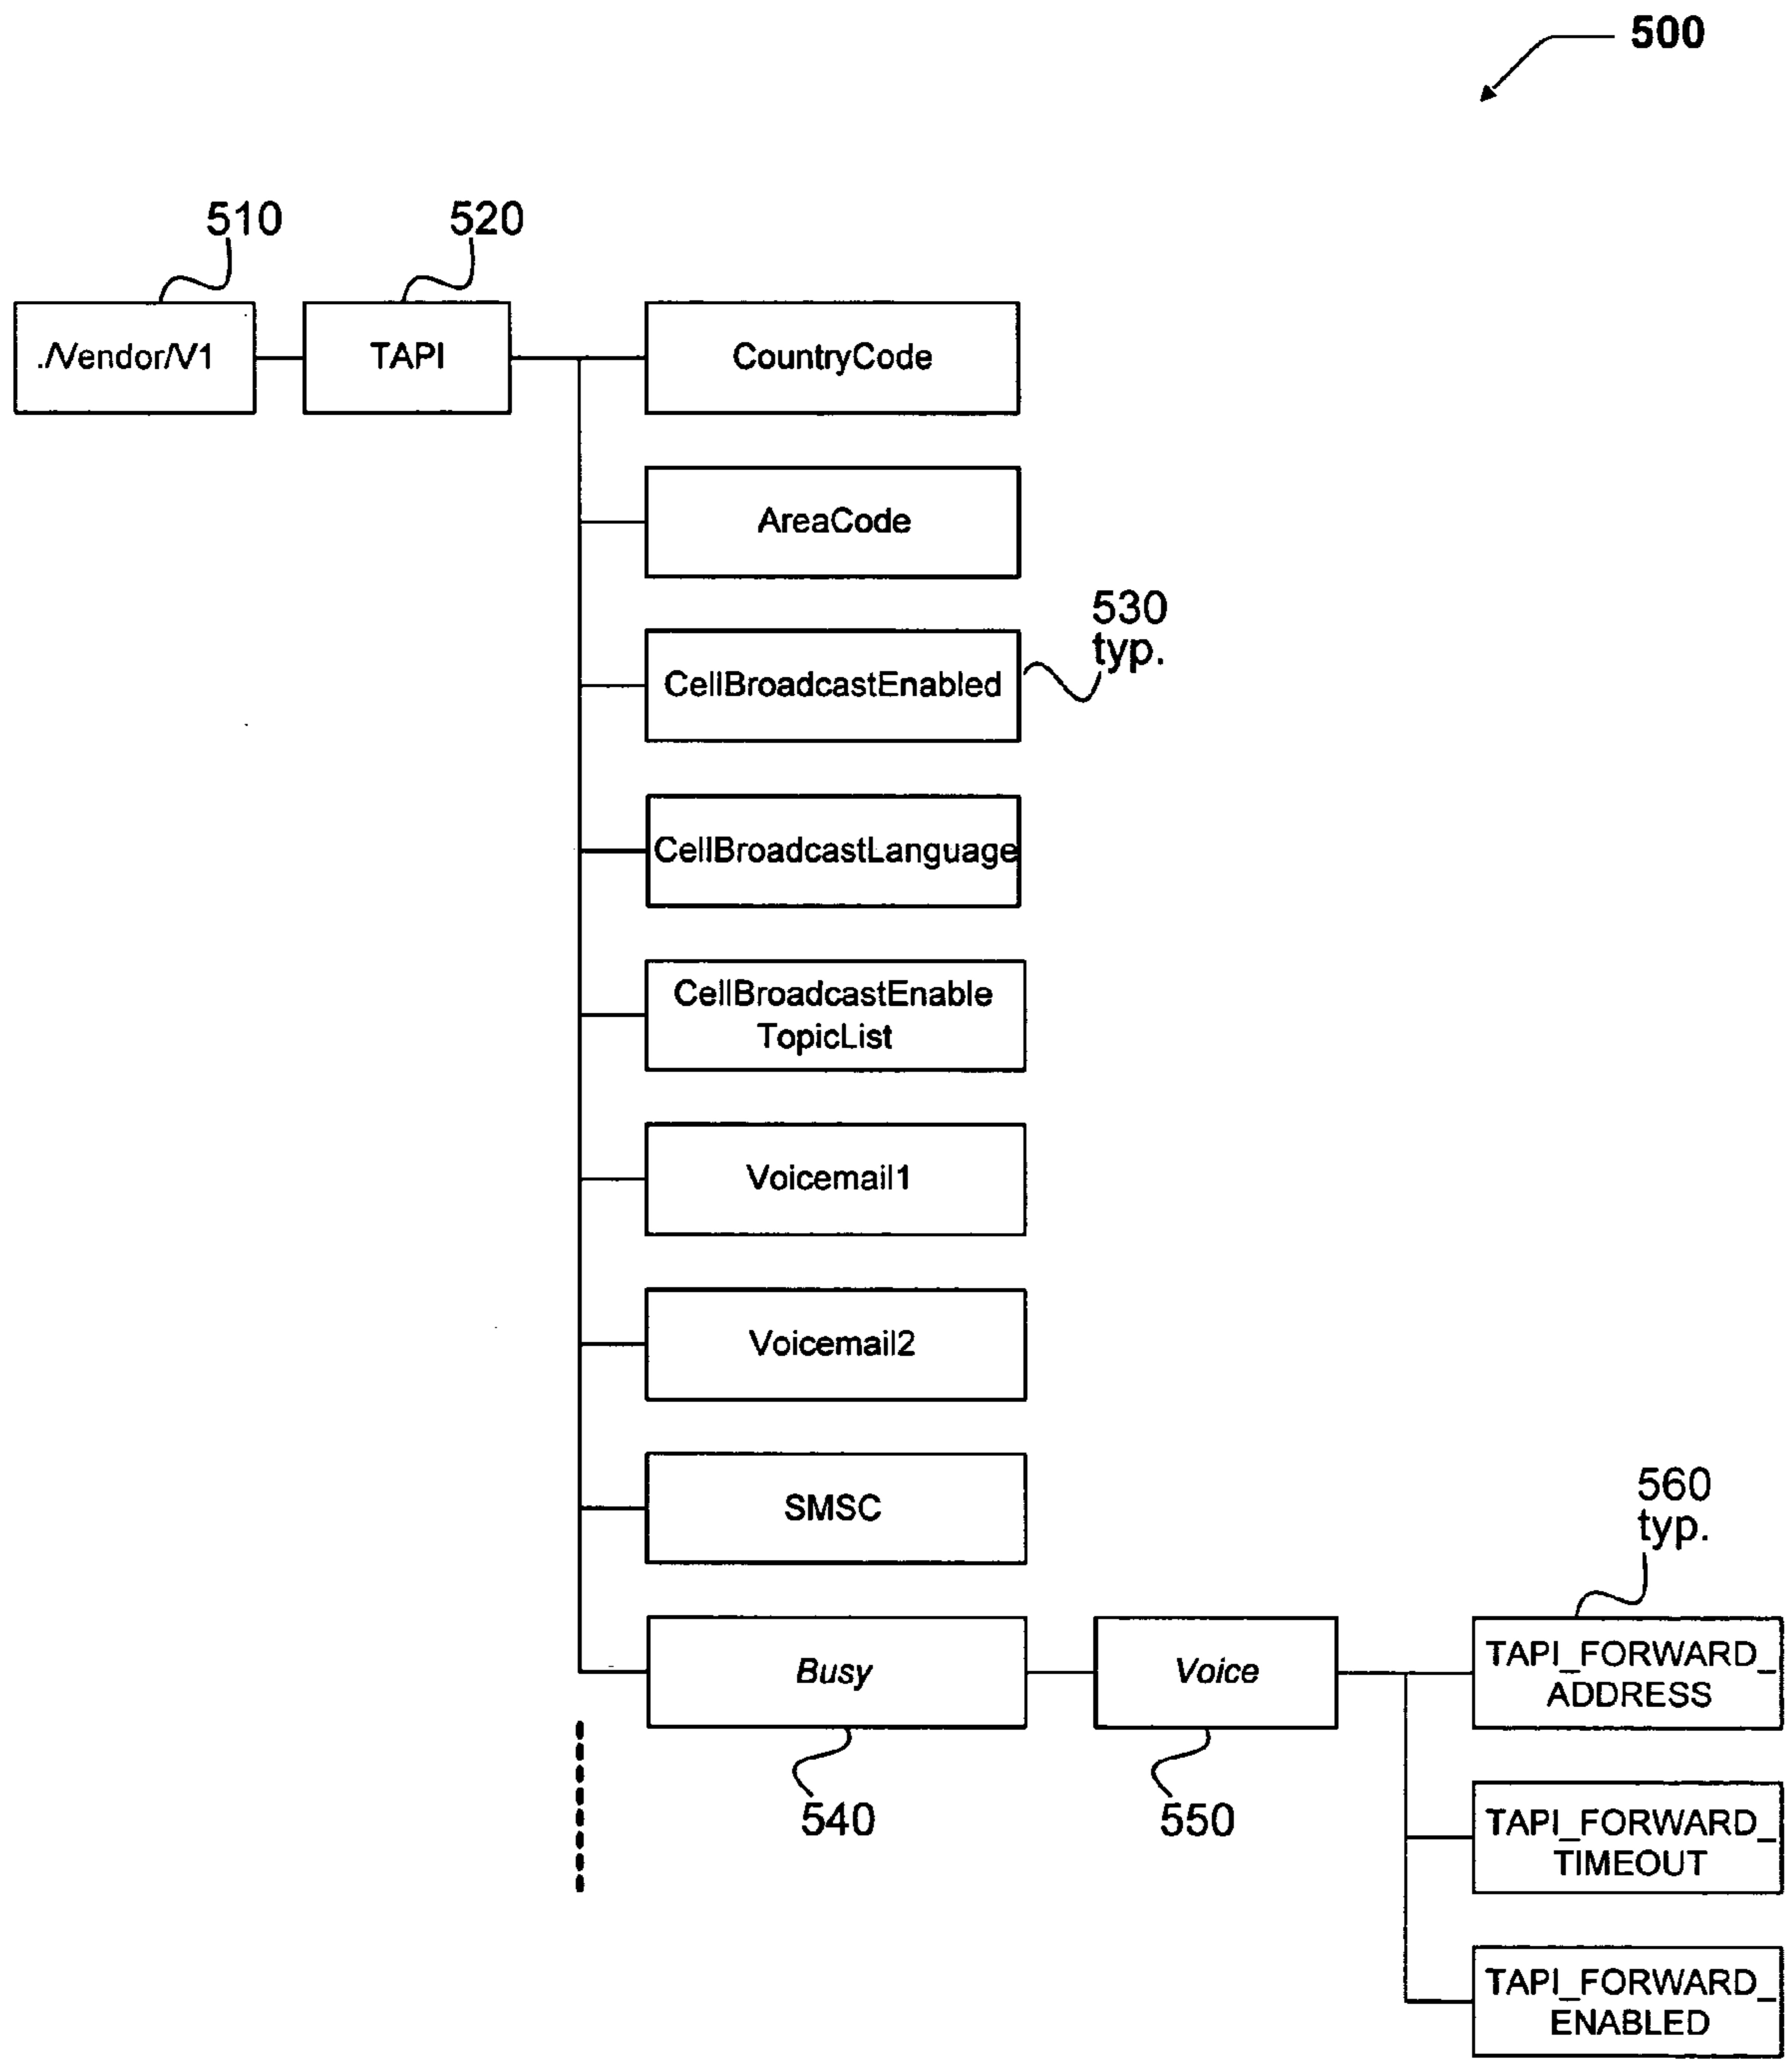 500
510
520
./Vendor/V1
TAPI
CountryCode
AreaCode
530
typ.
CellBroadcastEnabled
CellBroadcastLanguage
CellBroadcastEnable
TopicList
Voicemail1
Voicemail2
SMSC
560
typ.
Busy
Voice
TAPI_FORWARD_
ADDRESS
540
550
TAPI_FORWARD_
TIMEOUT
TAPI_FORWARD_
ENABLED